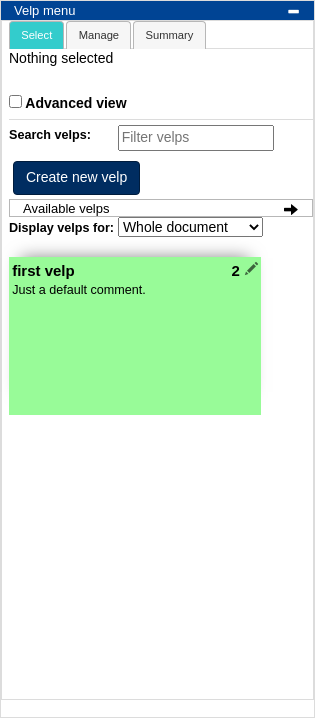 Velp menu
Select Manage Summary
Nothing selected
Advanced view
Search velps: Filter velps
Create new velp
Available velps
Display velps for: Whole document
first velp 2
Just a default comment.